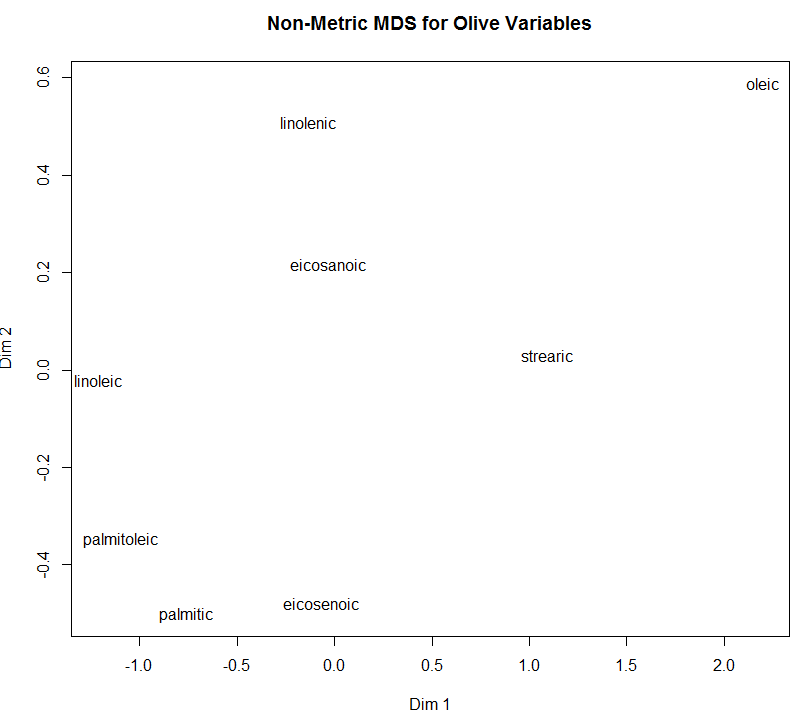 Non-Metric MDS for Olive Variables
0.6
oleic
linolenic
0.4
eicosanoic
0.2
Dim 2
strearic
0.0
linoleic
-0.2
palmitoleic
-0.4
eicosenoic
palmitic
-1.0 -0.5 0.0 0.5 1.0 1.5 2.0
Dim 1